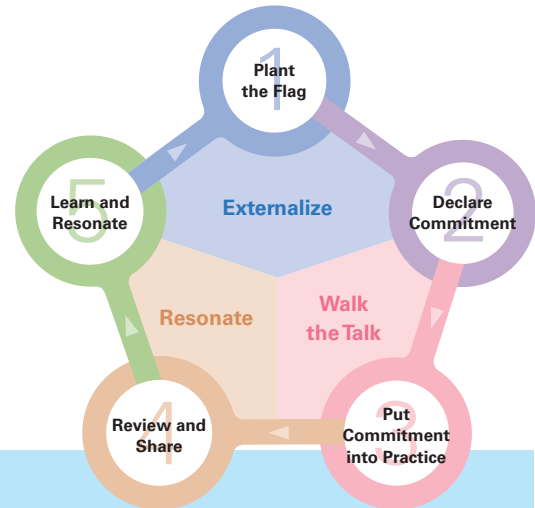 1
Plant
the Flag
2
Declare
Commitment
3
Put
Commitment
into Practice
4
Review and
Share
5
Learn and
Resonate
Externalize
Walk
the Talk
Resonate